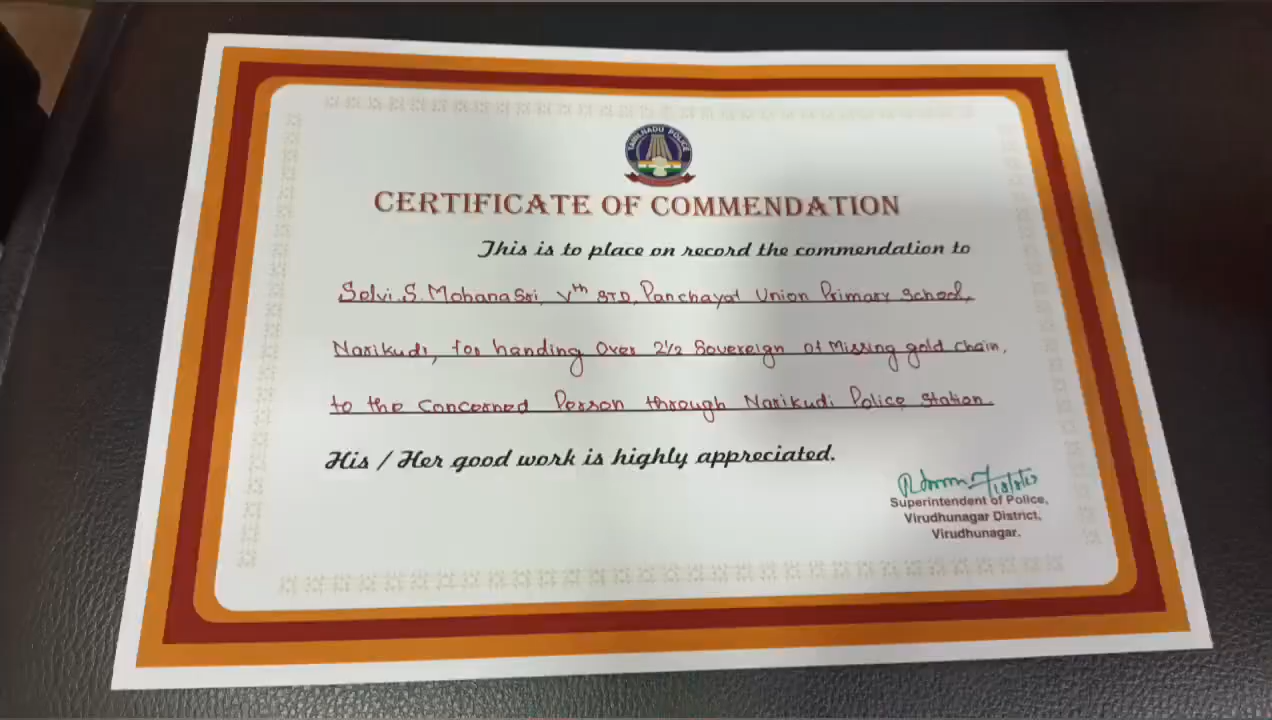 TAMILNADU POLICE
CERTIFICATE OF COMMENDATION
This is to place on record the commendation to
Selvi.S.MohanaSri, Vth STD, Panchayat Union Primary School,
Narikudi, for handing Over 2½ Sovereign of Missing gold chain,
to the Concerned Person through Narikudi Police Station
His / Her good work is highly appreciated.
Superintendent of Police,
Virudhunagar District,
Virudhunagar.